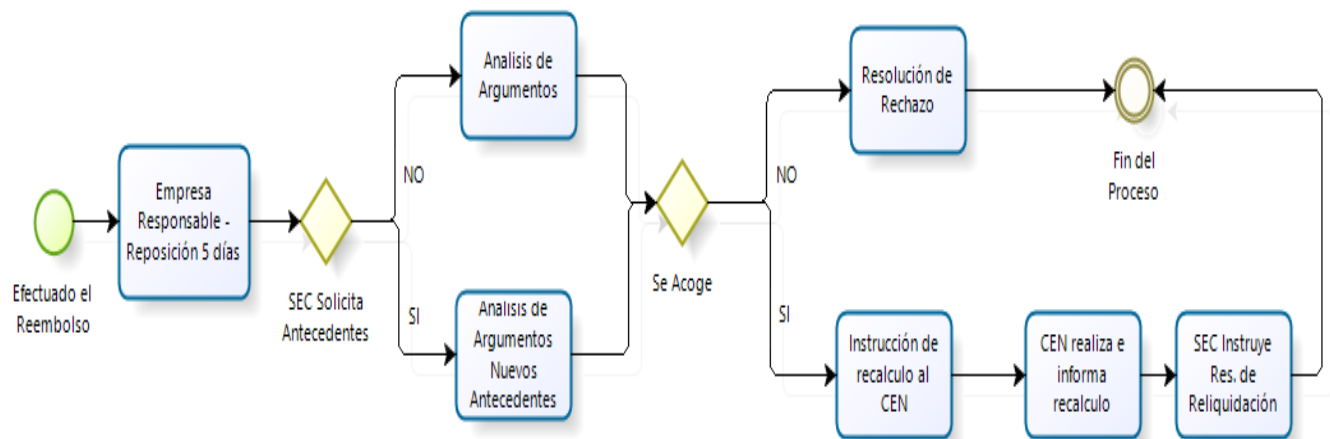 Efectuado el
Reembolso
Empresa
Responsable -
Reposición 5 días
SEC Solicita
Antecedentes
NO
SI
Analisis de
Argumentos
Analisis de
Argumentos
Nuevos
Antecedentes
Se Acoge
NO
SI
Resolución de
Rechazo
Fin del
Proceso
Instrucción de
recalculo al
CEN
CEN realiza e
informa
recalculo
SEC Instruye
Res. de
Reliquidación